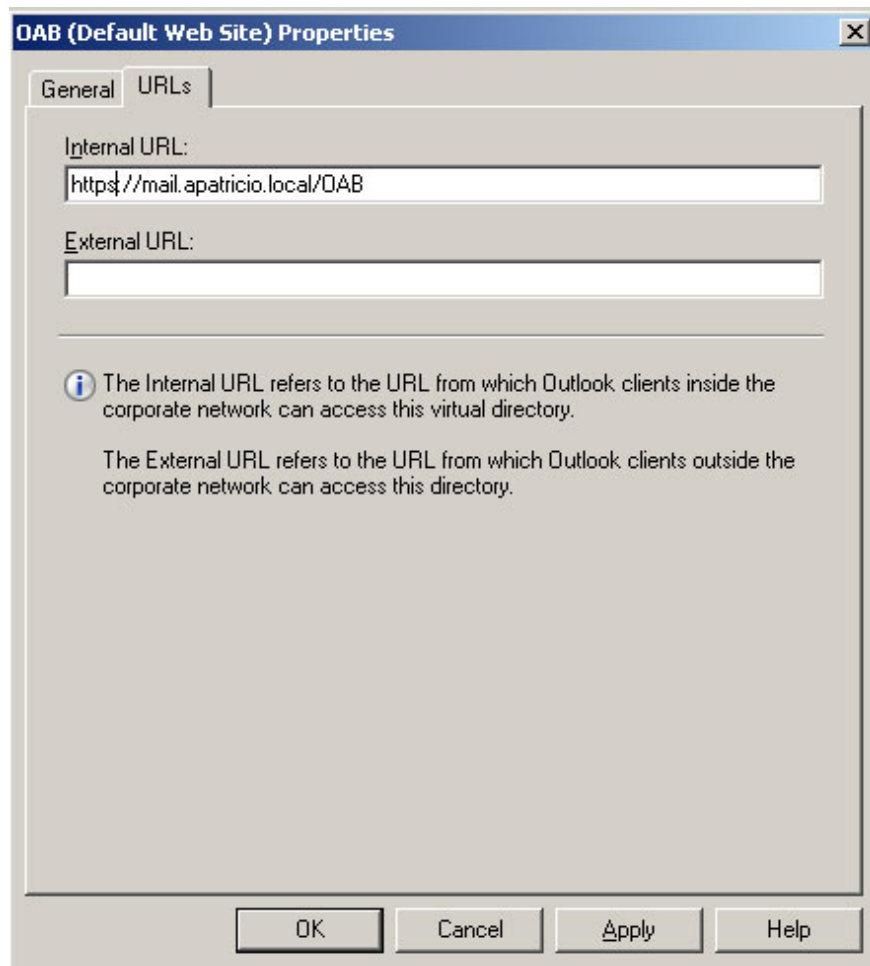 OAB (Default Web Site) Properties
General URLs
Internal URL:
https://mail.apatricio.local/OAB
External URL:
The Internal URL refers to the URL from which Outlook clients inside the
corporate network can access this virtual directory.
The External URL refers to the URL from which Outlook clients outside the
corporate network can access this directory.
OK Cancel Apply Help